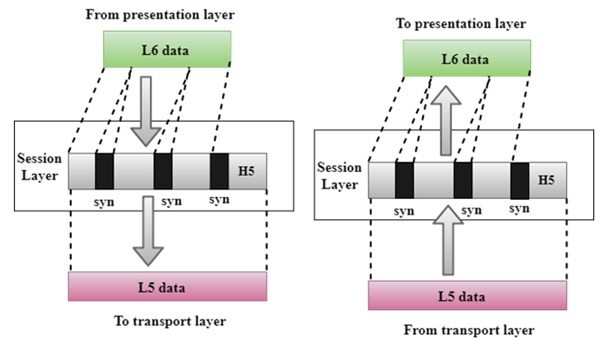 From presentation layer
L6 data
Session
Layer
H5
syn
syn
syn
L5 data
To transport layer
To presentation layer
L6 data
Session
Layer
H5
syn
syn
syn
L5 data
From transport layer